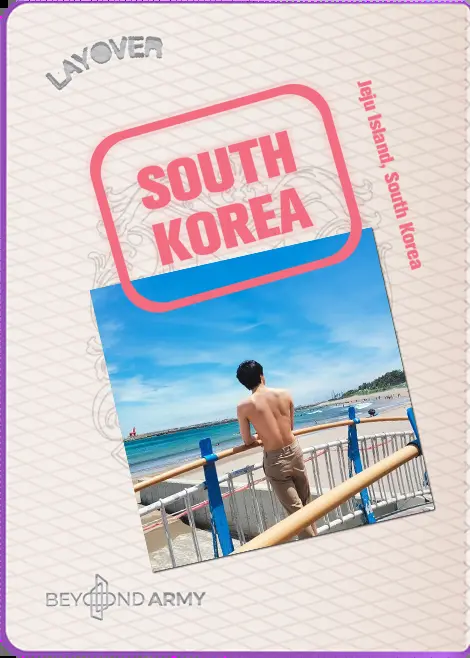 LAYOVER
SOUTH
KOREA
Jeju Island, South Korea
BEYOND ARMY